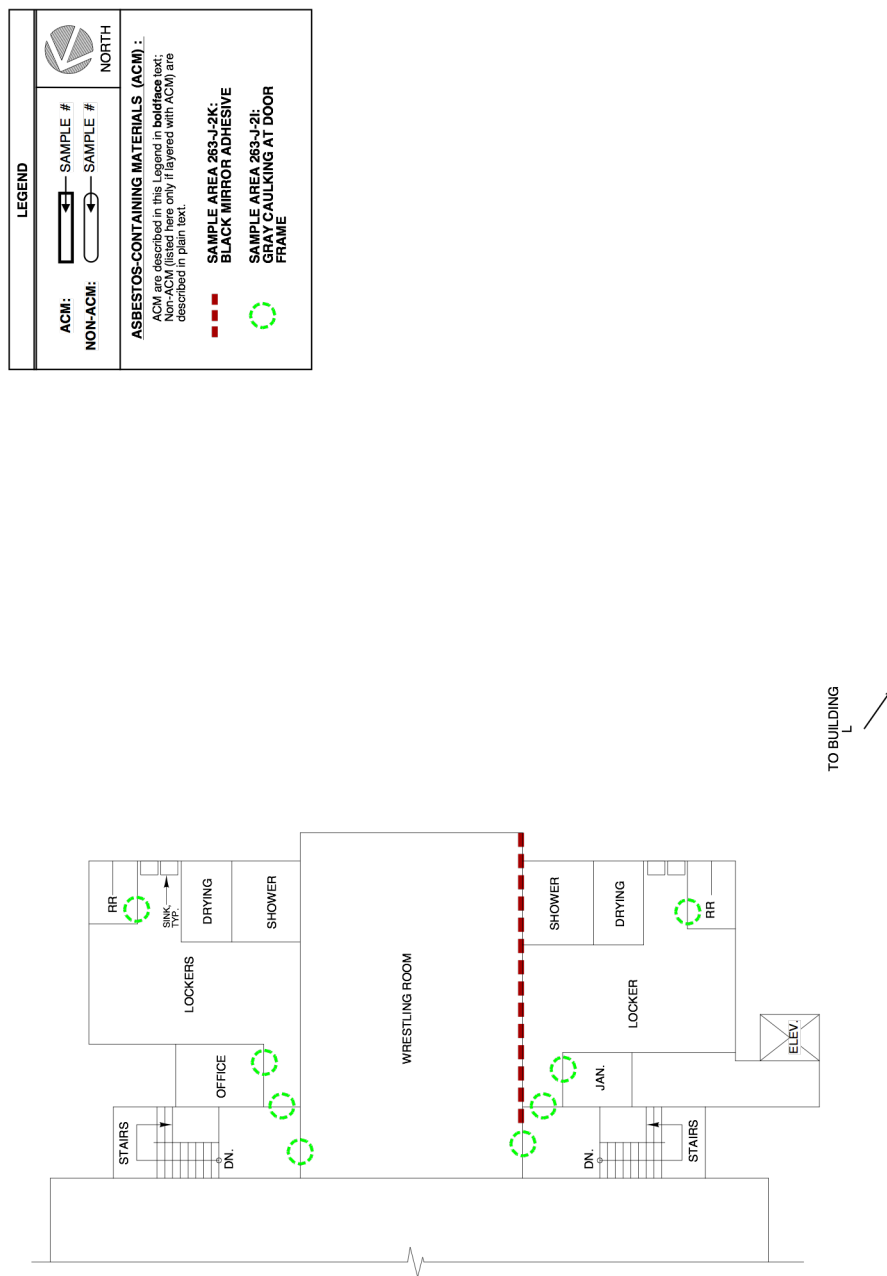 LEGEND
ACM:
SAMPLE #
NON-ACM:
SAMPLE #
NORTH
ASBESTOS-CONTAINING MATERIALS (ACM) :
ACM are described in this Legend in boldface text;
Non-ACM (listed here only if layered with ACM) are
described in plain text.
SAMPLE AREA 263-J-2K:
BLACK MIRROR ADHESIVE
SAMPLE AREA 263-J-2I:
GRAY CAULKING AT DOOR
FRAME
STAIRS
DN.
OFFICE
LOCKERS
RR
SINK,
TYP.
DRYING
SHOWER
WRESTLING ROOM
SHOWER
DRYING
RR
LOCKER
JAN.
DN.
STAIRS
ELEV.
TO BUILDING
L